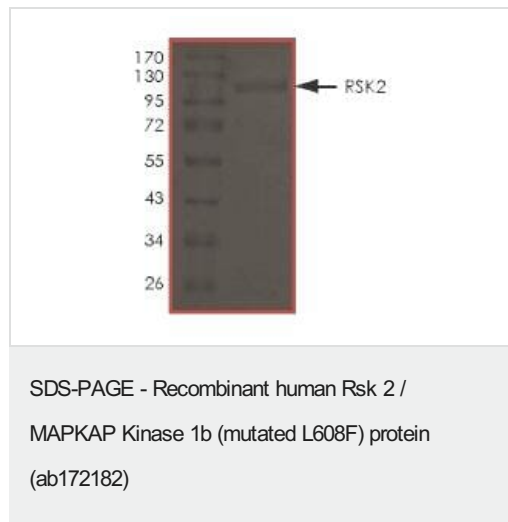 170
130
95
72
55
43
34
26
RSK2
SDS-PAGE - Recombinant human Rsk 2 /
MAPKAP Kinase 1b (mutated L608F) protein
(ab172182)